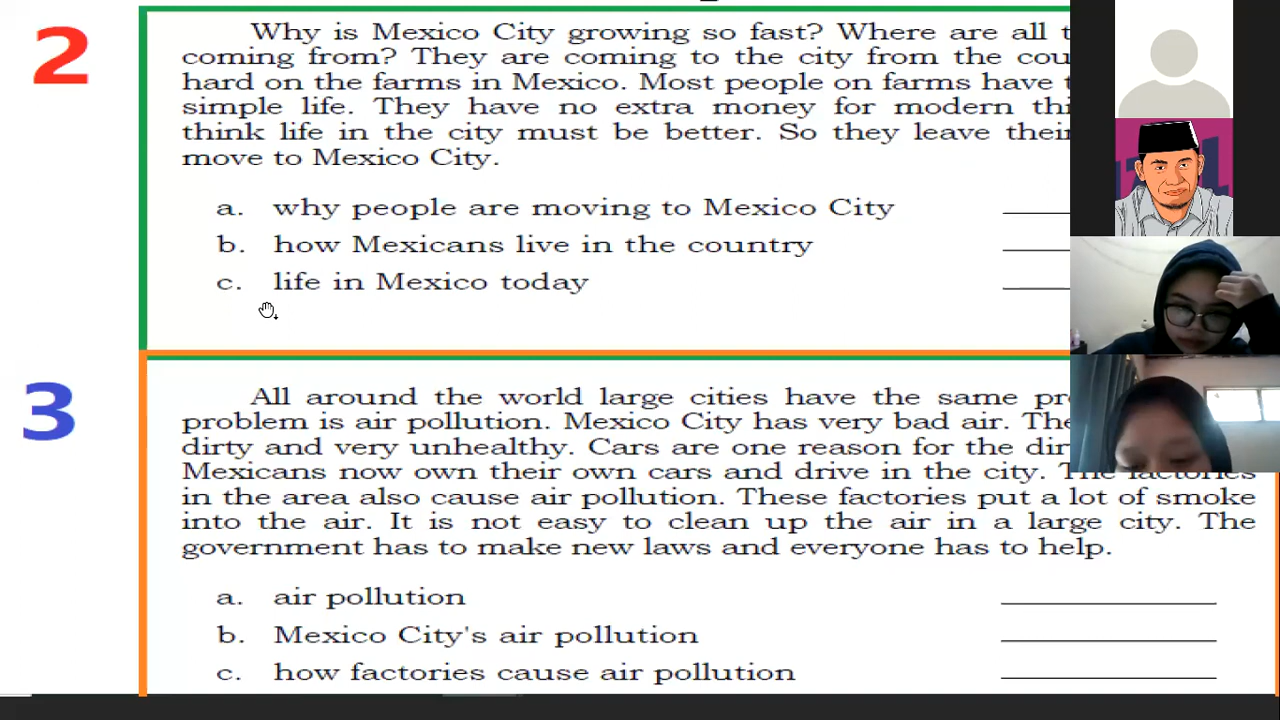 2
Why is Mexico City growing so fast? Where are all
coming from? They are coming to the city from the
hard on the farms in Mexico. Most people on farms have
simple life. They have no extra money for modern
think life in the city must be better. So they leave
move to Mexico City.
a. why people are moving to Mexico City
b. how Mexicans live in the country
c. life in Mexico today
3
All around the world large cities have the same
problem is air pollution. Mexico City has very bad air.
dirty and very unhealthy. Cars are one reason for the
Mexicans now own their own cars and drive in the city. The factories
in the area also cause air pollution. These factories put a lot of smoke
into the air. It is not easy to clean up the air in a large city. The
government has to make new laws and everyone has to help.
a. air pollution
b. Mexico City's air pollution
c. how factories cause air pollution